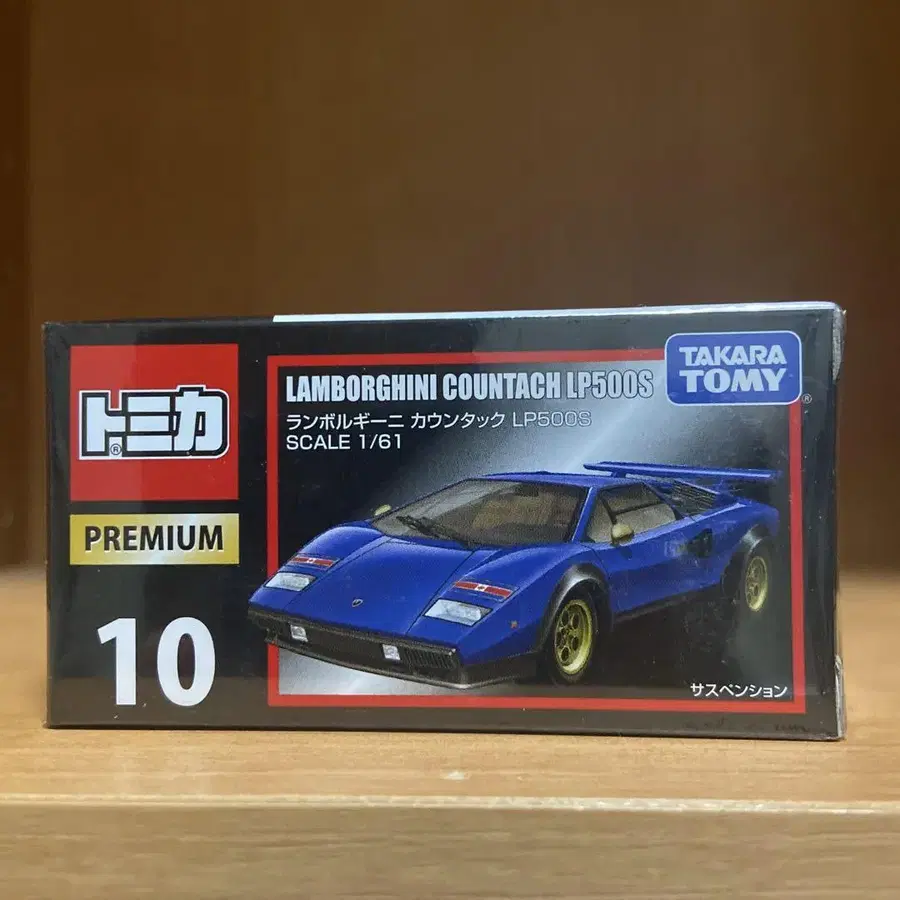 トミカ
®
PREMIUM
10
LAMBORGHINI COUNTACH LP500S
ランボルギーニ カウンタック LP500S
SCALE 1/61
TAKARA
TOMY
®
サスペンション